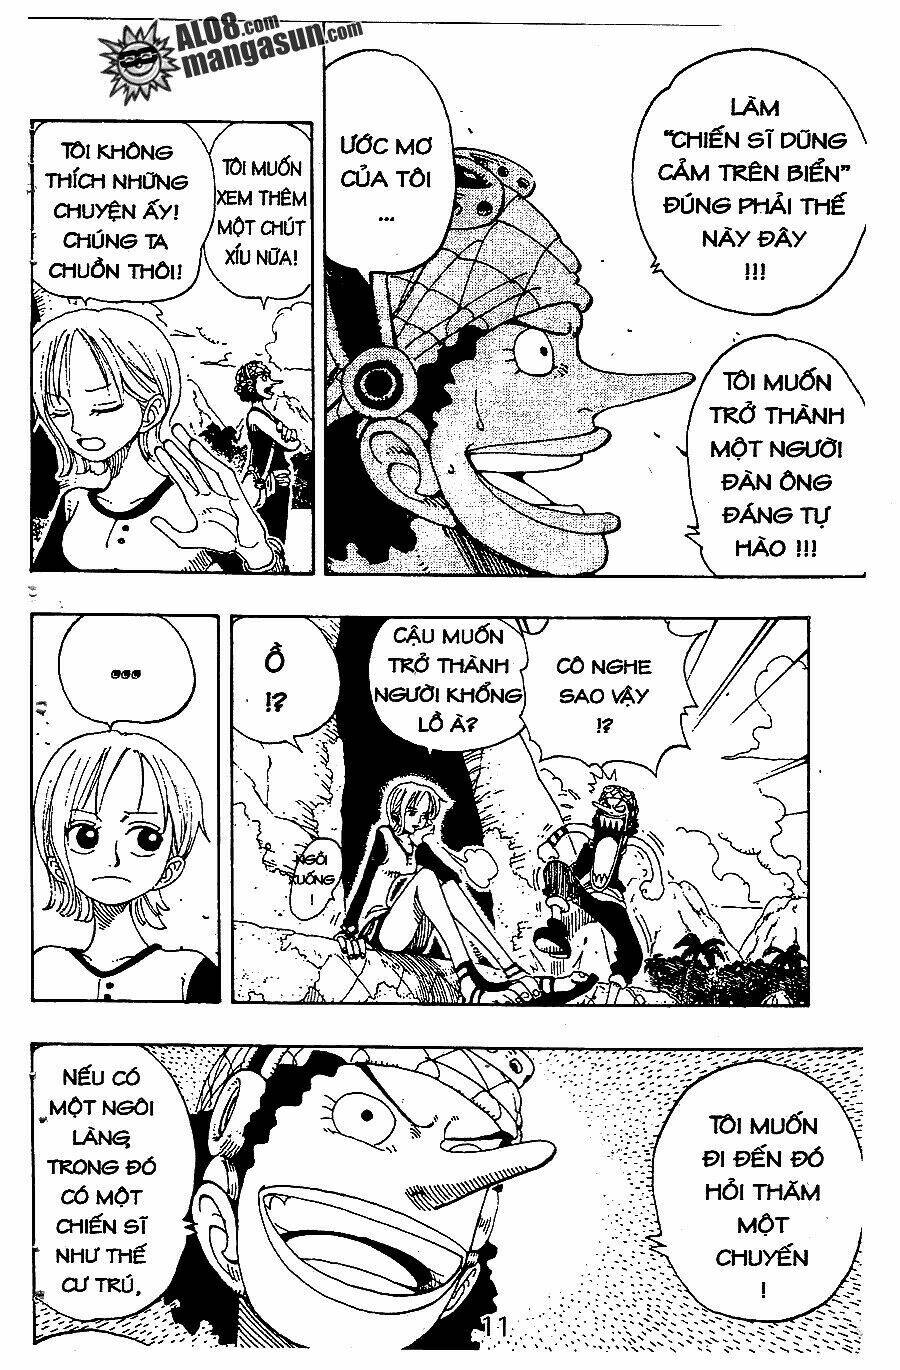 ALO8.com
mangasun.com
LÀM
"CHIẾN SĨ DŨNG
CẢM TRÊN BIỂN"
ĐÚNG PHẢI THẾ
NÀY ĐÂY
!!!
TÔI MUỐN
TRỞ THÀNH
MỘT NGƯỜI
ĐÀN ÔNG
ĐÁNG TỰ
HÀO !!!
ƯỚC MƠ
CỦA TÔI
...
TÔI MUỐN
XEM THÊM
MỘT CHÚT
XÍU NỮA!
TÔI KHÔNG
THÍCH NHỮNG
CHUYỆN ẤY!
CHÚNG TA
CHUỒN THÔI!
CÔ NGHE
SAO VẬY
!?
CẬU MUỐN
TRỞ THÀNH
NGƯỜI KHỔNG
LỒ À?
Ồ
!?
NGỒI
XUỐNG
!
...
TÔI MUỐN
ĐI ĐẾN ĐÓ
HỎI THĂM
MỘT
CHUYẾN
!
NẾU CÓ
MỘT NGÔI
LÀNG,
TRONG ĐÓ
CÓ MỘT
CHIẾN SĨ
NHƯ THẾ
CƯ TRÚ,
11